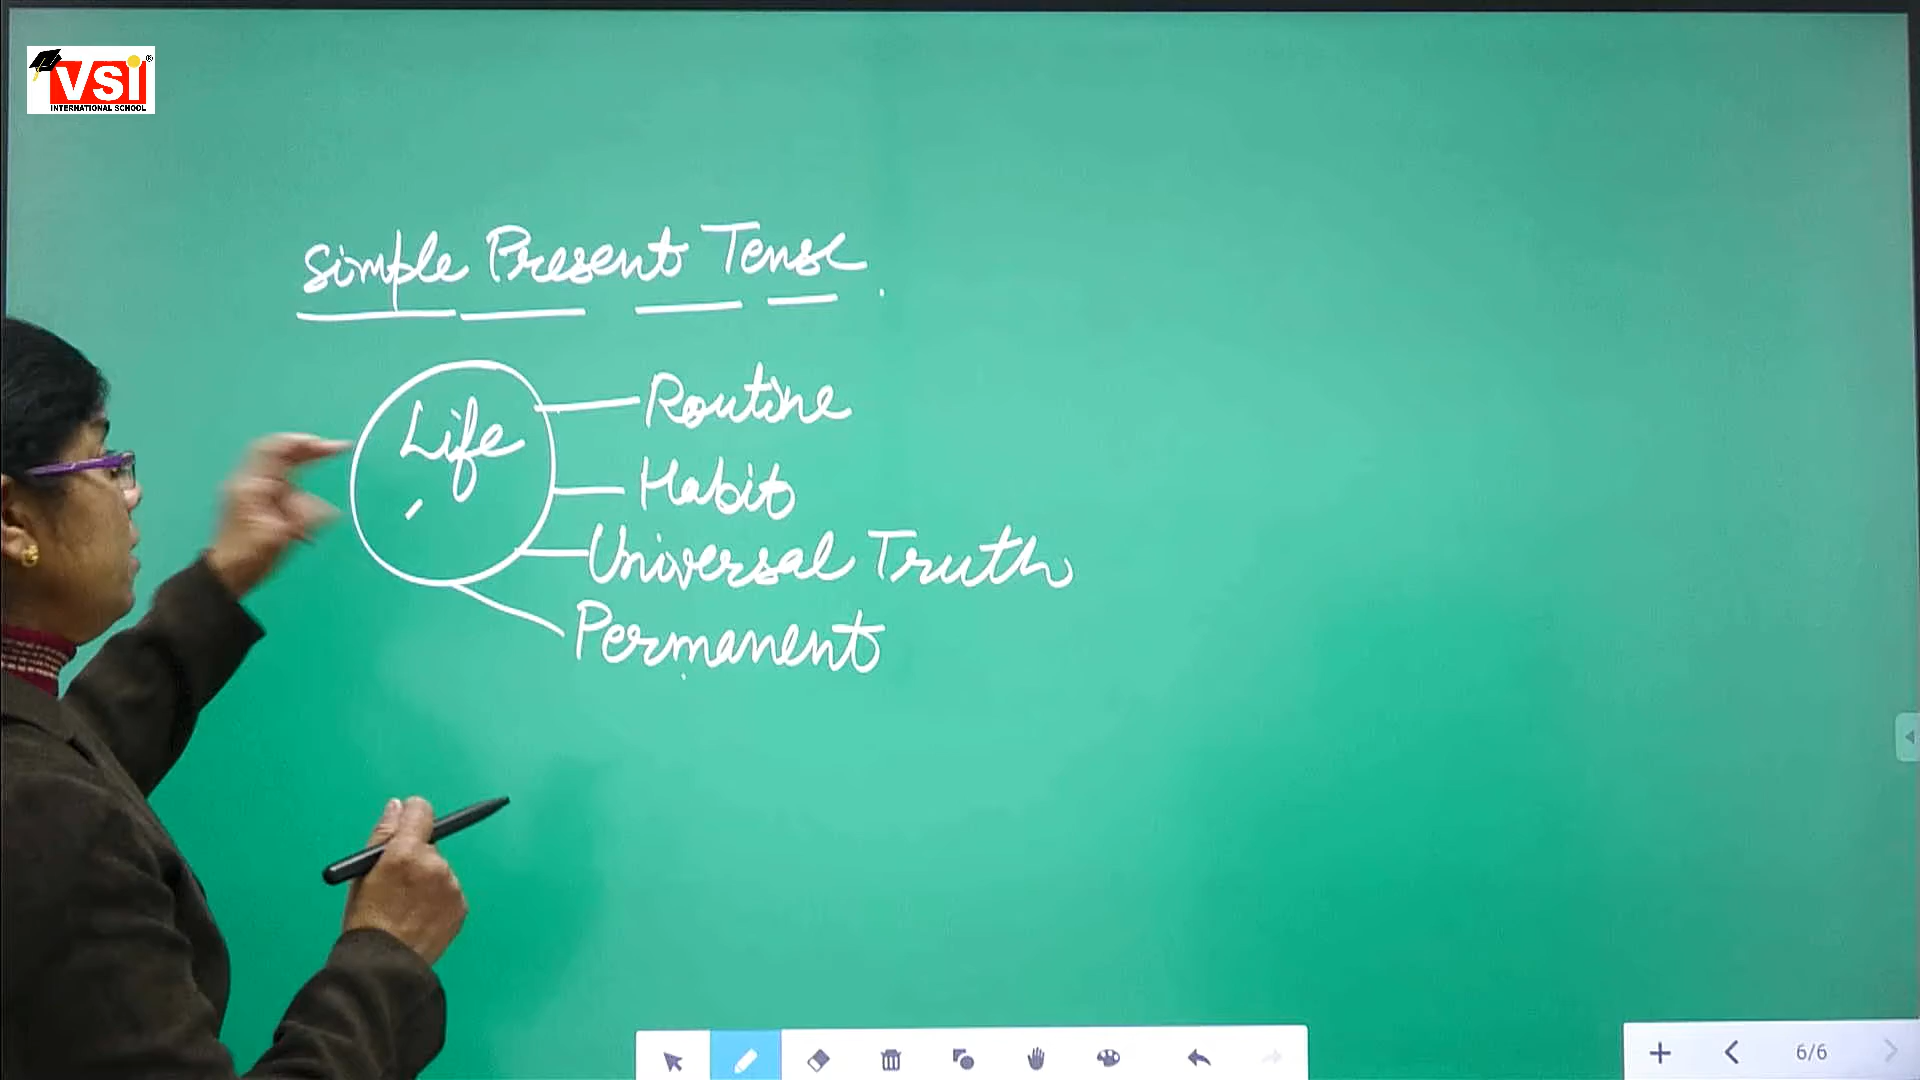 VSI
INTERNATIONAL SCHOOL
Simple Present Tense
Life
Routine
Habit
Universal Truth
Permanent
6/6